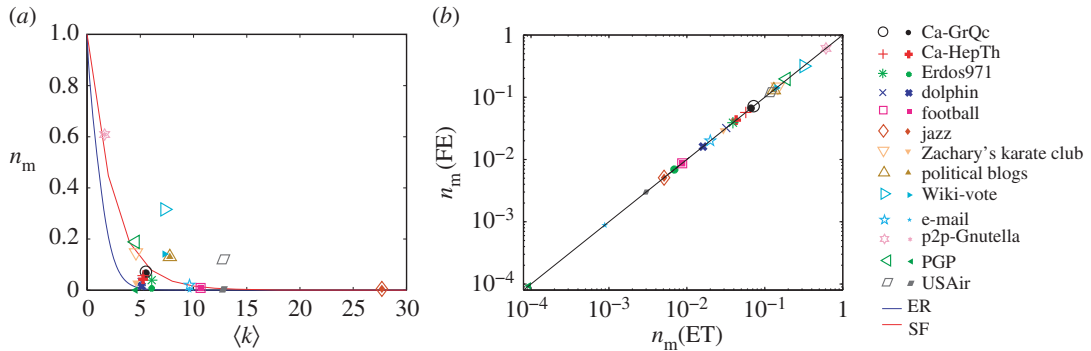 (a)
1.0
0.8
0.6
0.4
0.2
0
n_m
0 5 10 15 20 25 30
⟨k⟩
(b)
1
10⁻¹
10⁻²
10⁻³
10⁻⁴
n_m(FE)
10⁻⁴ 10⁻³ 10⁻² 10⁻¹ 1
n_m(ET)
Ca-GrQc
Ca-HepTh
Erdos971
dolphin
football
jazz
Zachary's karate club
political blogs
Wiki-vote
e-mail
p2p-Gnutella
PGP
USAir
ER
SF